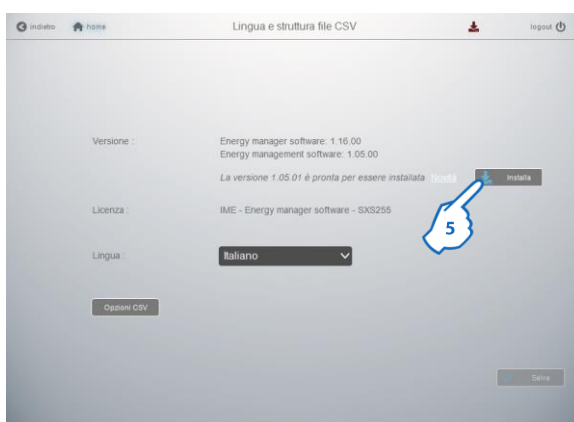 indietro home Lingua e struttura file CSV logout
Versione : Energy manager software: 1.16.00
Energy management software: 1.05.00
La versione 1.05.01 è pronta per essere installata Novità Installa
Licenza : IME - Energy manager software - SXS255
5
Lingua : Italiano
Opzioni CSV
Salva